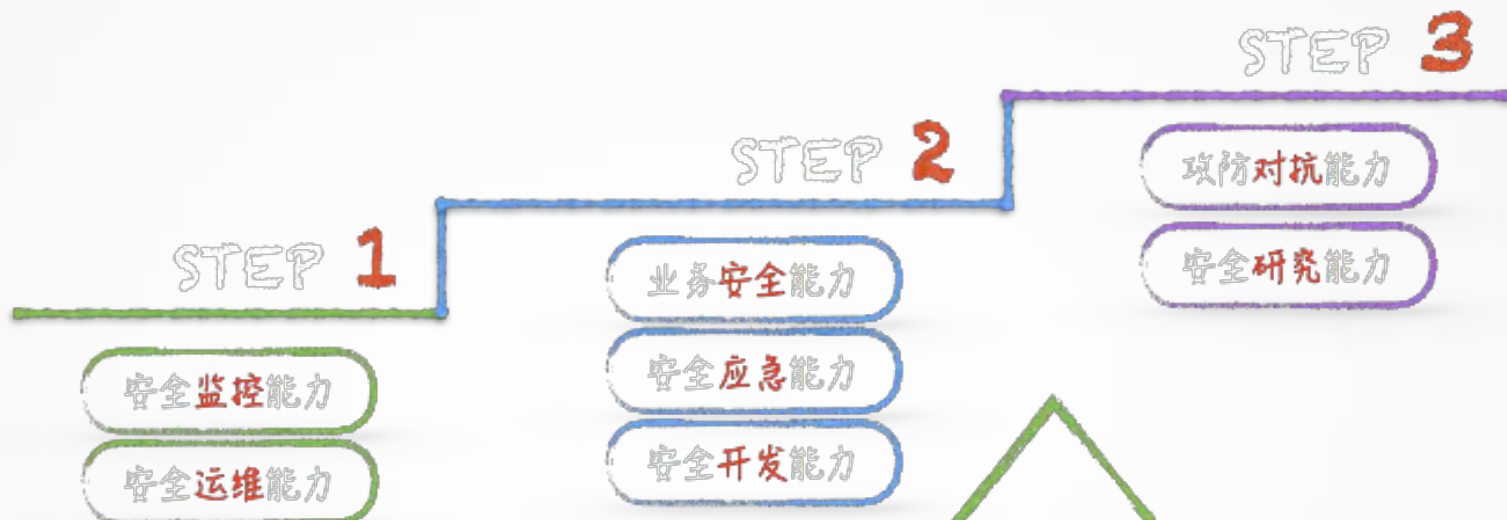 STEP 1
安全监控能力
安全运维能力
STEP 2
业务安全能力
安全应急能力
安全开发能力
STEP 3
攻防对抗能力
安全研究能力